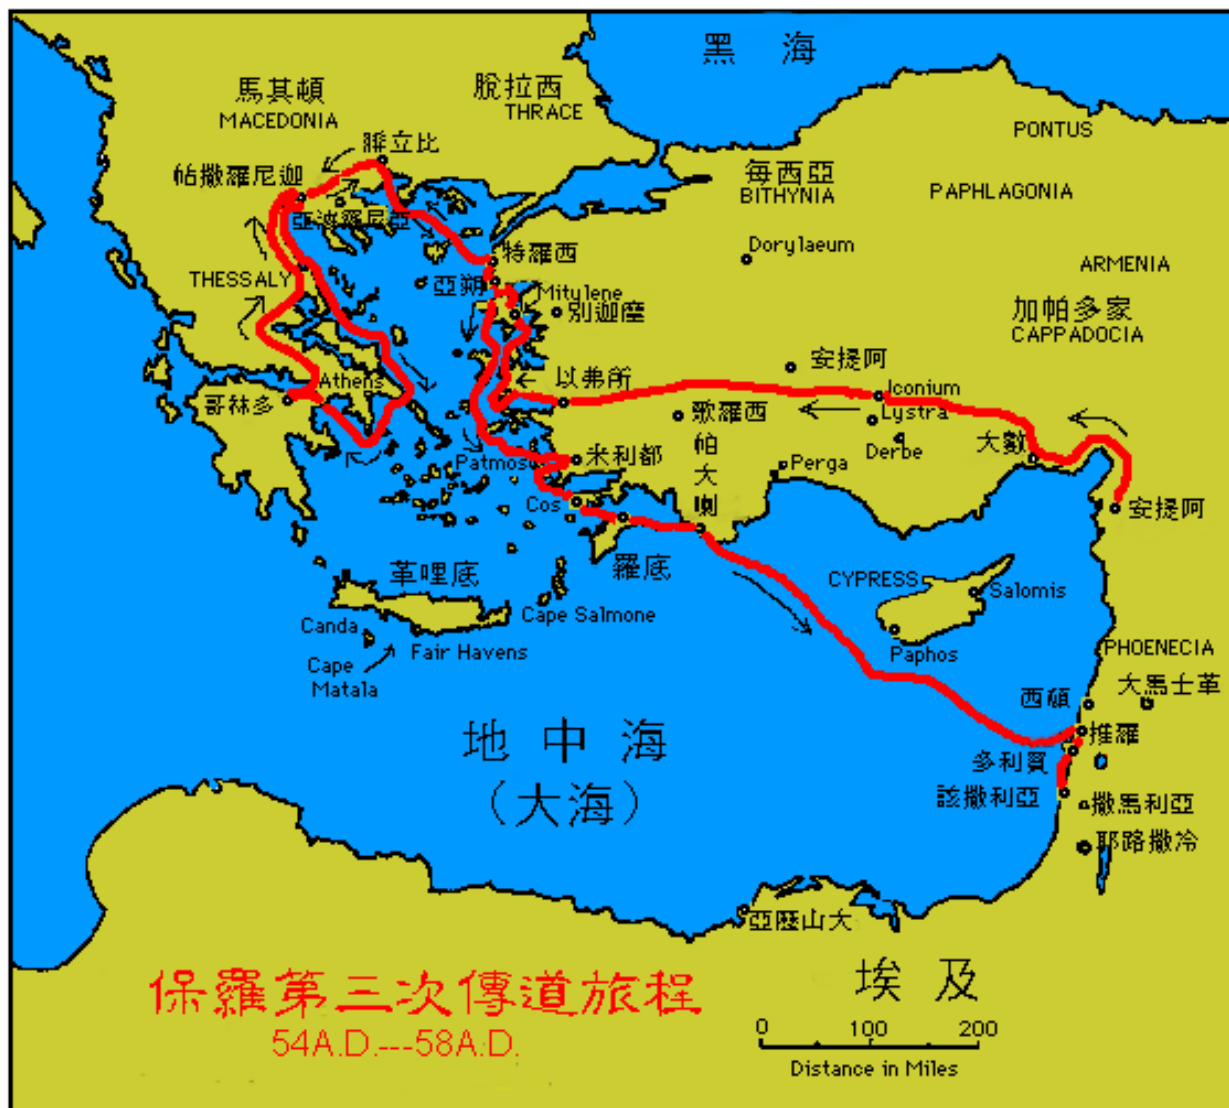 黑 海
馬其頓
MACEDONIA
脫拉西
THRACE
PONTUS
腓立比
帖撒羅尼迦
每西亞
BITHYNIA
PAPHLAGONIA
亞波羅尼亞
特羅西
Dorylaeum
THESSALY
亞朔
Mitylene
ARMENIA
別迦摩
加帕多家
CAPPADOCIA
安提阿
Athens
以弗所
Iconium
哥林多
歌羅西
Lystra
Derbe
大數
Patmos
米利都
帕大喇
Perga
Cos
安提阿
革哩底
羅底
CYPRESS
Salomis
Canda
Cape Salmone
Fair Havens
Paphos
PHOENECIA
Cape
Matala
大馬士革
西頓
地 中 海
推羅
(大海)
多利買
該撒利亞
撒馬利亞
耶路撒冷
亞歷山大
保羅第三次傳道旅程
54A.D.---58A.D.
埃 及
0 100 200
Distance in Miles